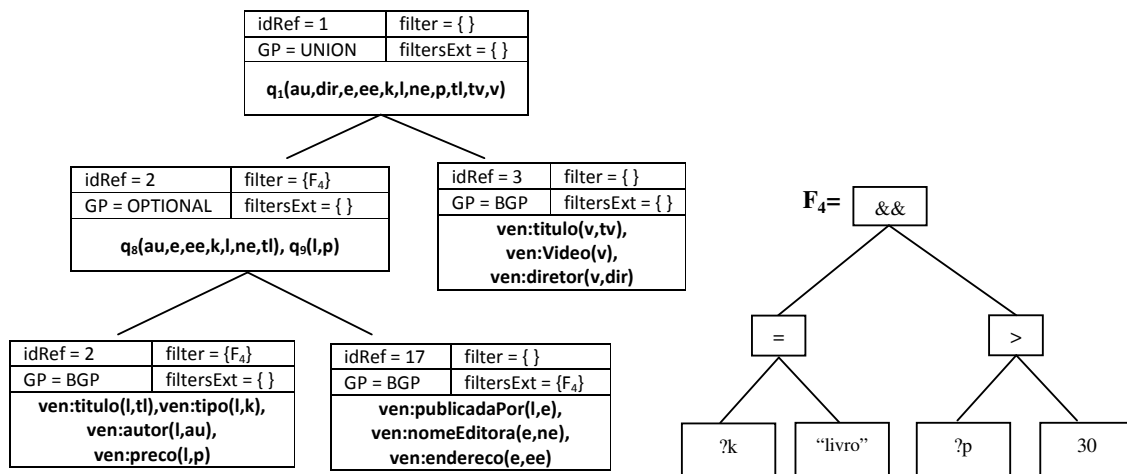 idRef = 1 filter = { }
GP = UNION filtersExt = { }
q₁(au,dir,e,ee,k,l,ne,p,tl,tv,v)
idRef = 2 filter = {F₄}
GP = OPTIONAL filtersExt = { }
q₈(au,e,ee,k,l,ne,tl), q₉(l,p)
idRef = 3 filter = { }
GP = BGP filtersExt = { }
ven:titulo(v,tv),
ven:Video(v),
ven:diretor(v,dir)
idRef = 2 filter = {F₄}
GP = BGP filtersExt = { }
ven:titulo(l,tl),ven:tipo(l,k),
ven:autor(l,au),
ven:preco(l,p)
idRef = 17 filter = { }
GP = BGP filtersExt = {F₄}
ven:publicadaPor(l,e),
ven:nomeEditora(e,ne),
ven:endereco(e,ee)
F₄= &&
= >
?k “livro” ?p 30